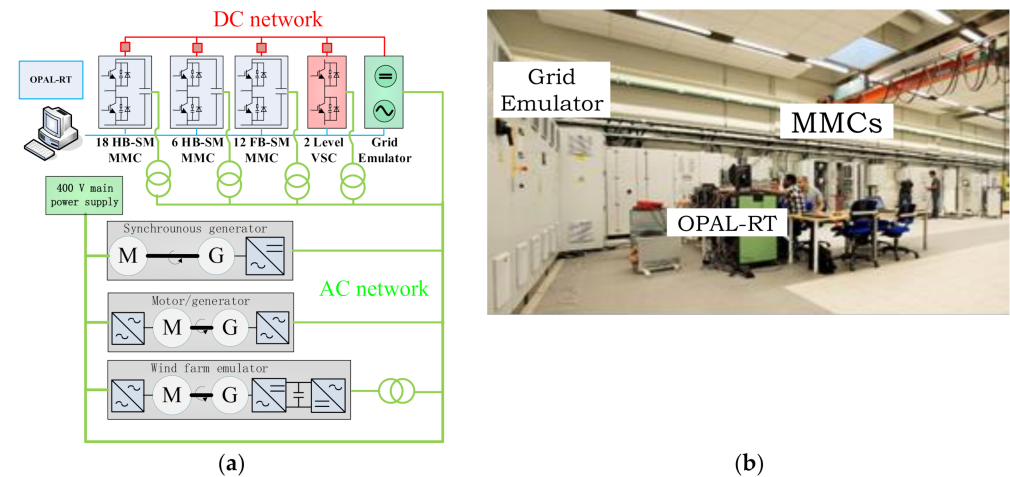 DC network
OPAL-RT
18 HB-SM
MMC
6 HB-SM
MMC
12 FB-SM
MMC
2 Level
VSC
Grid
Emulator
400 V main
power supply
Synchrounous generator
M
G
AC network
Motor/generator
M
G
Wind farm emulator
M
G
(a)
Grid
Emulator
MMCs
OPAL-RT
(b)